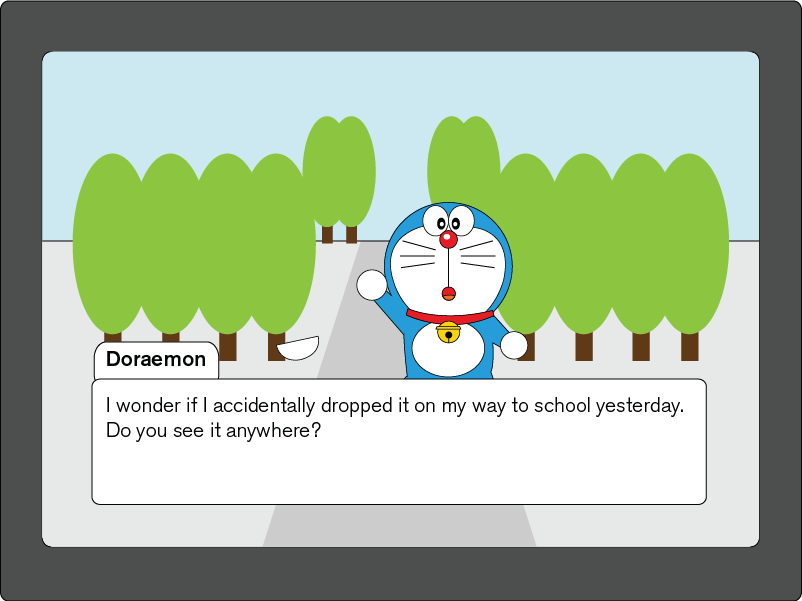 Doraemon
I wonder if I accidentally dropped it on my way to school yesterday.
Do you see it anywhere?